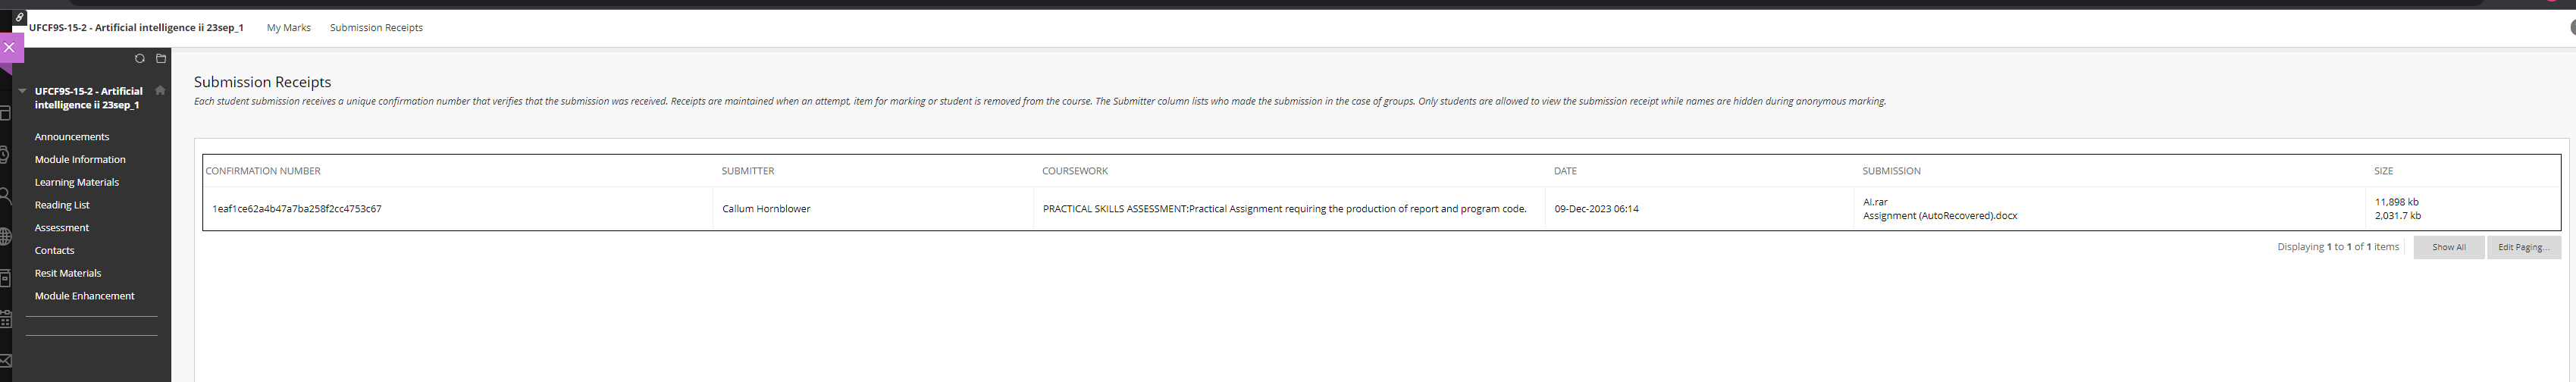 UFCF9S-15-2 - Artificial intelligence ii 23sep_1 My Marks Submission Receipts
UFCF9S-15-2 - Artificial
intelligence ii 23sep_1
Announcements
Module Information
Learning Materials
Reading List
Assessment
Contacts
Resit Materials
Module Enhancement
Submission Receipts
Each student submission receives a unique confirmation number that verifies that the submission was received. Receipts are maintained when an attempt, item for marking or student is removed from the course. The Submitter column lists who made the submission in the case of groups. Only students are allowed to view the submission receipt while names are hidden during anonymous marking.
CONFIRMATION NUMBER SUBMITTER COURSEWORK DATE SUBMISSION SIZE
1eaf1ce62a4b47a7ba258f2cc4753c67 Callum Hornblower PRACTICAL SKILLS ASSESSMENT:Practical Assignment requiring the production of report and program code. 09-Dec-2023 06:14 AI.rar 11,898 kb
Assignment (AutoRecovered).docx 2,031.7 kb
Displaying 1 to 1 of 1 items Show All Edit Paging...